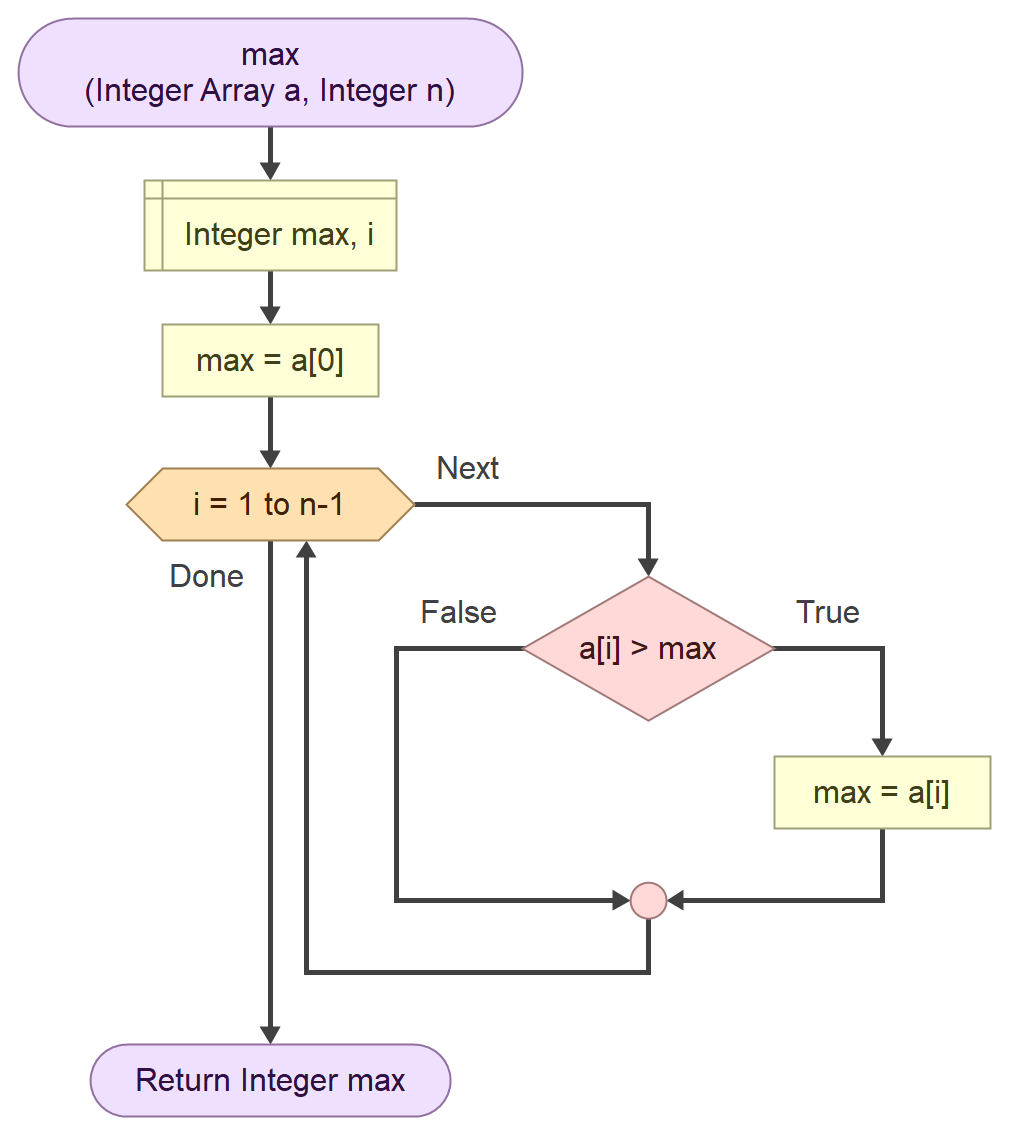 max
(Integer Array a, Integer n)
Integer max, i
max = a[0]
i = 1 to n-1
Next
Done
False
a[i] > max
True
max = a[i]
Return Integer max